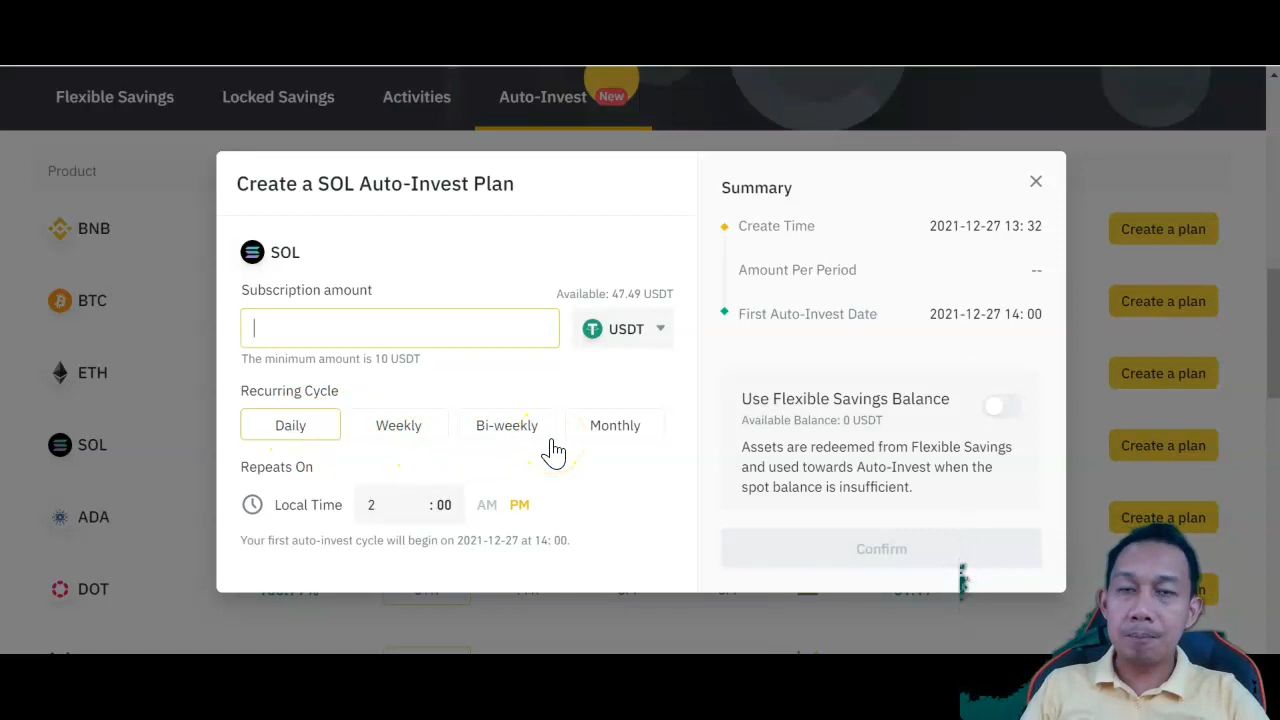 Flexible Savings Locked Savings Activities Auto-Invest New
Product
BNB Create a plan
BTC Create a plan
ETH Create a plan
SOL Create a plan
ADA Create a plan
DOT
Create a SOL Auto-Invest Plan
SOL
Subscription amount Available: 47.49 USDT
USDT
The minimum amount is 10 USDT
Recurring Cycle
Daily Weekly Bi-weekly Monthly
Repeats On
Local Time 2 : 00 AM PM
Your first auto-invest cycle will begin on 2021-12-27 at 14: 00.
Summary
Create Time 2021-12-27 13: 32
Amount Per Period --
First Auto-Invest Date 2021-12-27 14: 00
Use Flexible Savings Balance
Available Balance: 0 USDT
Assets are redeemed from Flexible Savings
and used towards Auto-Invest when the
spot balance is insufficient.
Confirm